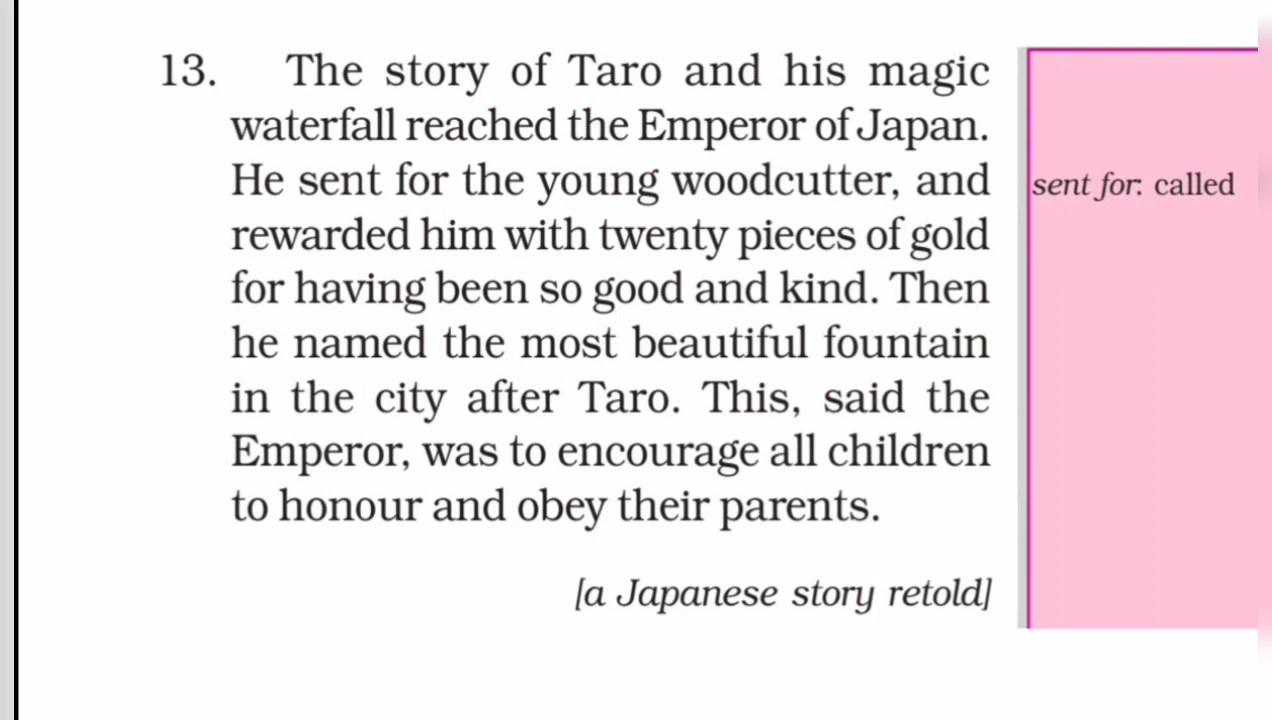 13. The story of Taro and his magic
waterfall reached the Emperor of Japan.
He sent for the young woodcutter, and
rewarded him with twenty pieces of gold
for having been so good and kind. Then
he named the most beautiful fountain
in the city after Taro. This, said the
Emperor, was to encourage all children
to honour and obey their parents.
[a Japanese story retold]
sent for: called